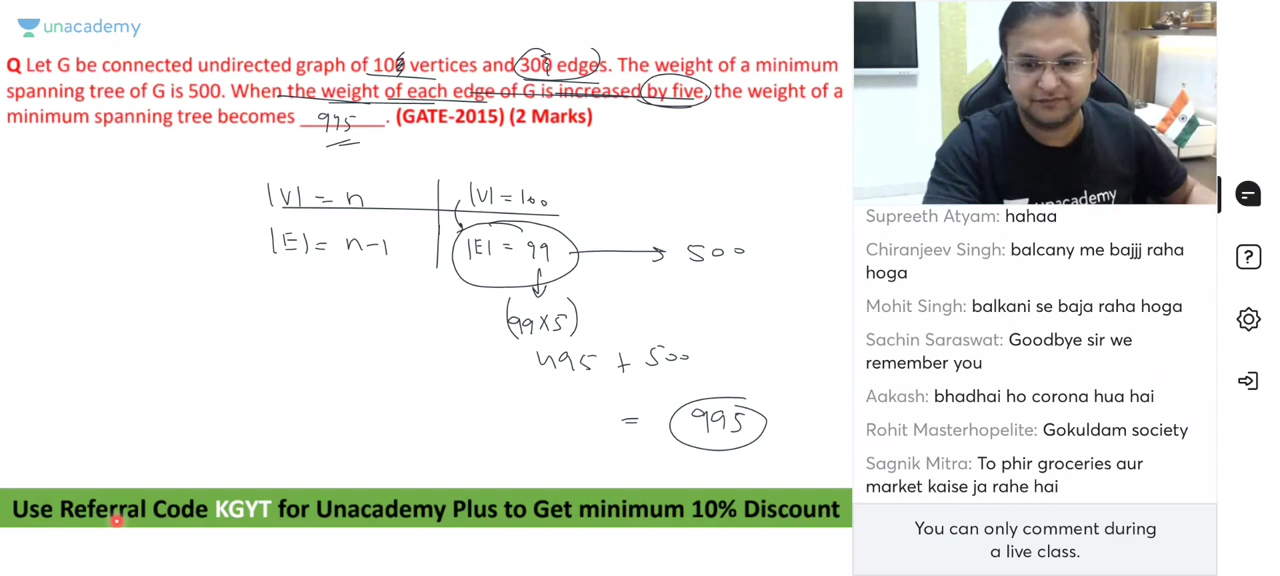 unacademy
Q Let G be connected undirected graph of 100 vertices and 300 edges. The weight of a minimum
spanning tree of G is 500. When the weight of each edge of G is increased by five, the weight of a
minimum spanning tree becomes 995. (GATE-2015) (2 Marks)
|V| = n
|V| = 100
|E| = n-1
|E| = 99
500
(99×5)
495 + 500
= 995
Use Referral Code KGYT for Unacademy Plus to Get minimum 10% Discount
unacademy
Supreeth Atyam: hahaa
Chiranjeev Singh: balcany me bajjj raha
hoga
Mohit Singh: balkani se baja raha hoga
Sachin Saraswat: Goodbye sir we
remember you
Aakash: bhadhai ho corona hua hai
Rohit Masterhopelite: Gokuldam society
Sagnik Mitra: To phir groceries aur
market kaise ja rahe hai
You can only comment during
a live class.